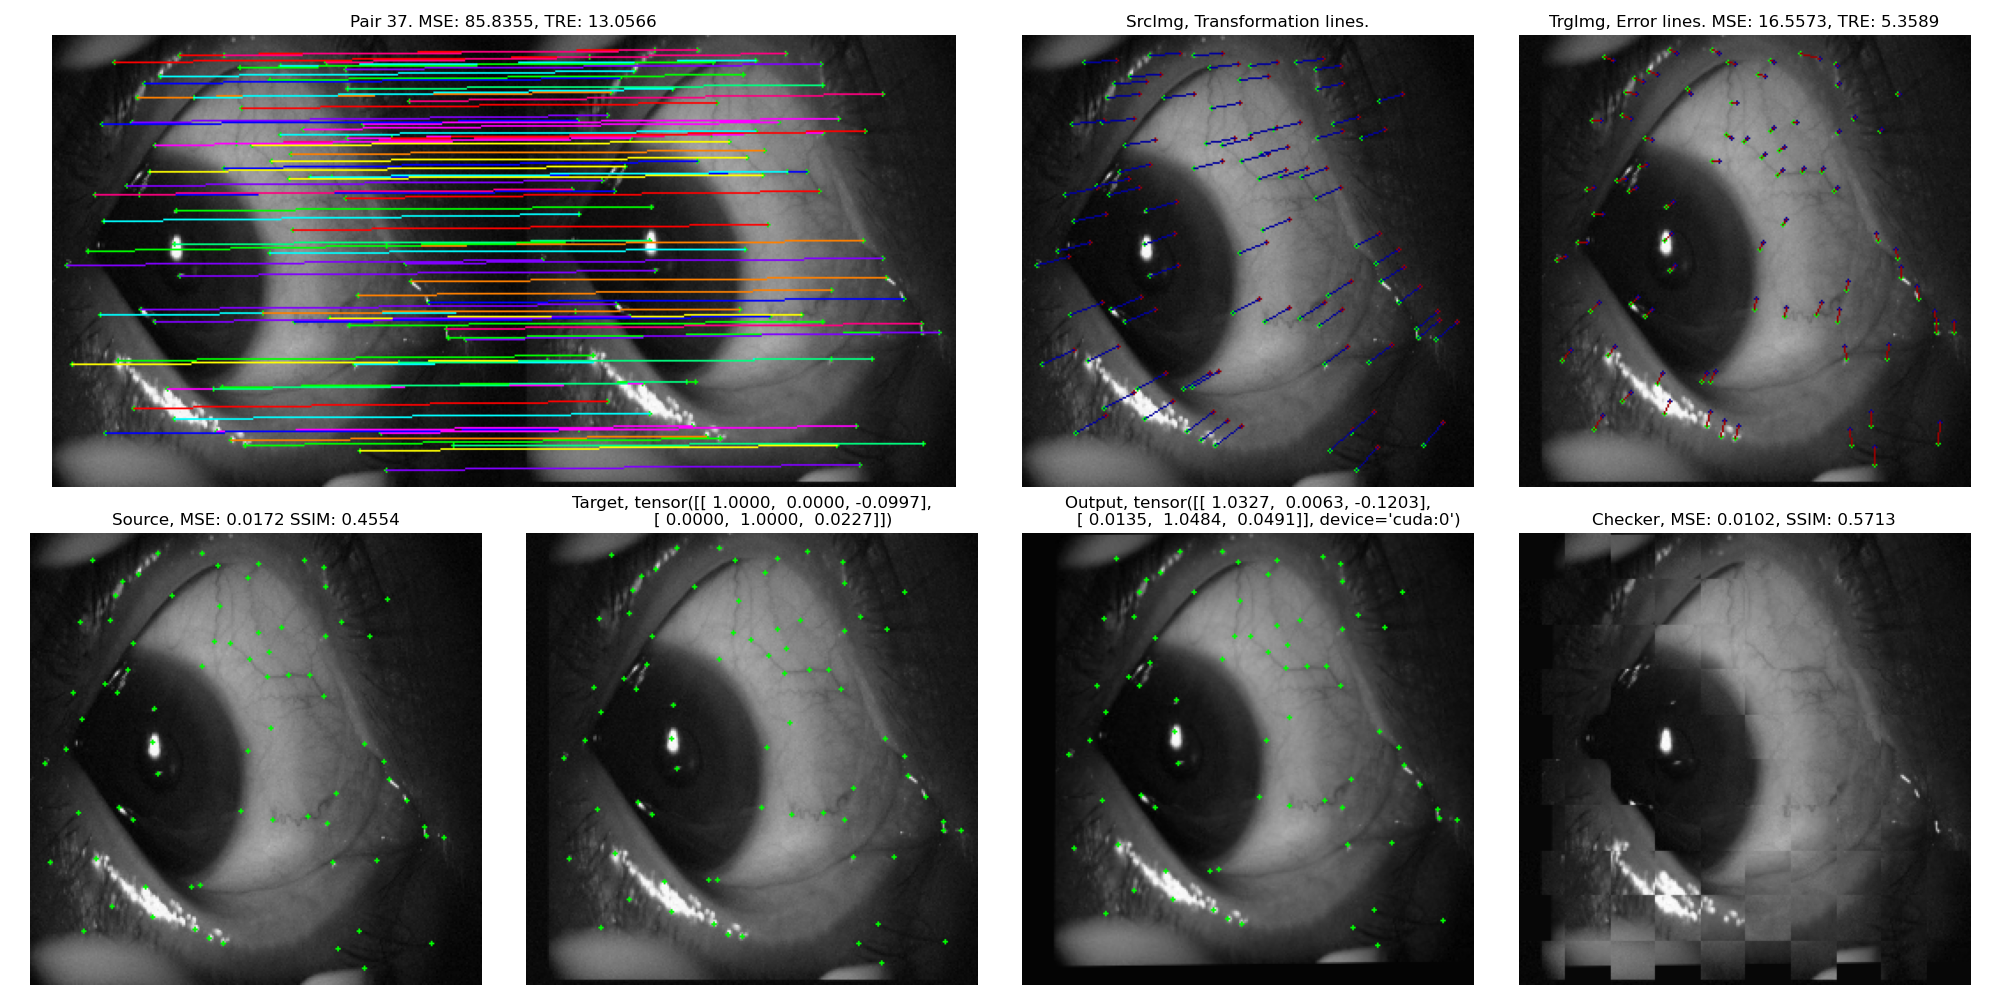 Pair 37. MSE: 85.8355, TRE: 13.0566
SrcImg, Transformation lines.
TrgImg, Error lines. MSE: 16.5573, TRE: 5.3589
Source, MSE: 0.0172 SSIM: 0.4554
Target, tensor([[ 1.0000, 0.0000, -0.0997],
[ 0.0000, 1.0000, 0.0227]])
Output, tensor([[ 1.0327, 0.0063, -0.1203],
[ 0.0135, 1.0484, 0.0491]], device='cuda:0')
Checker, MSE: 0.0102, SSIM: 0.5713